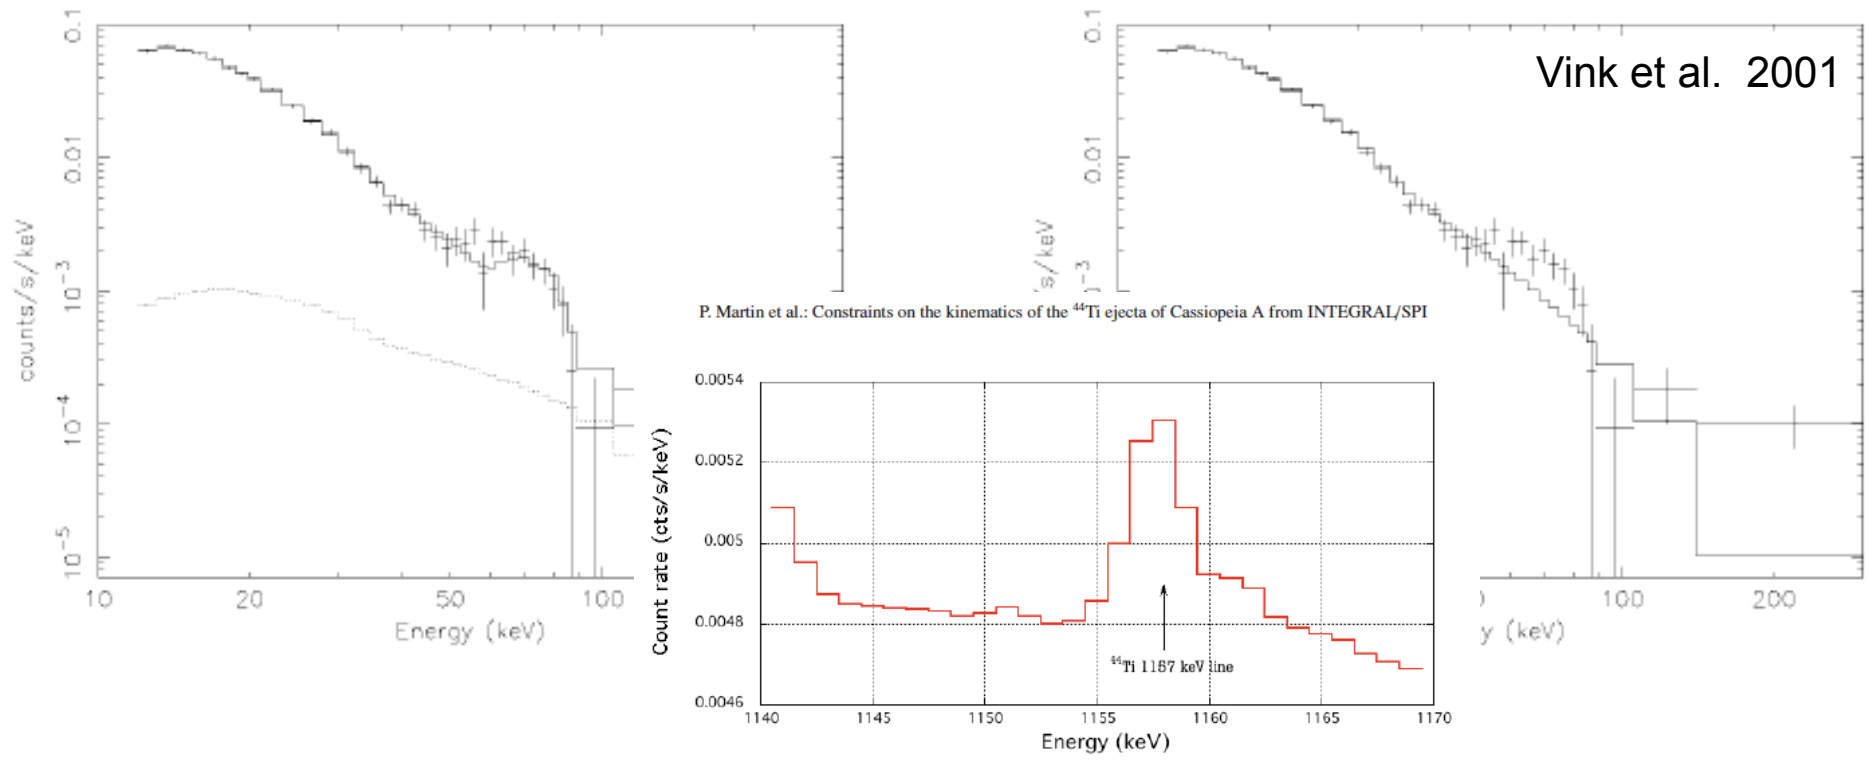 Vink et al. 2001
0.1
0.01
10⁻³
10⁻⁴
10⁻⁵
counts/s/keV
10 20 50 100
Energy (keV)
0.1
0.01
⁻³
s/keV
100 200
y (keV)
P. Martin et al.: Constraints on the kinematics of the ⁴⁴Ti ejecta of Cassiopeia A from INTEGRAL/SPI
0.0054
0.0052
0.005
0.0048
0.0046
Count rate (cts/s/keV)
⁴⁴Ti 1157 keV line
1140 1145 1150 1155 1160 1165 1170
Energy (keV)